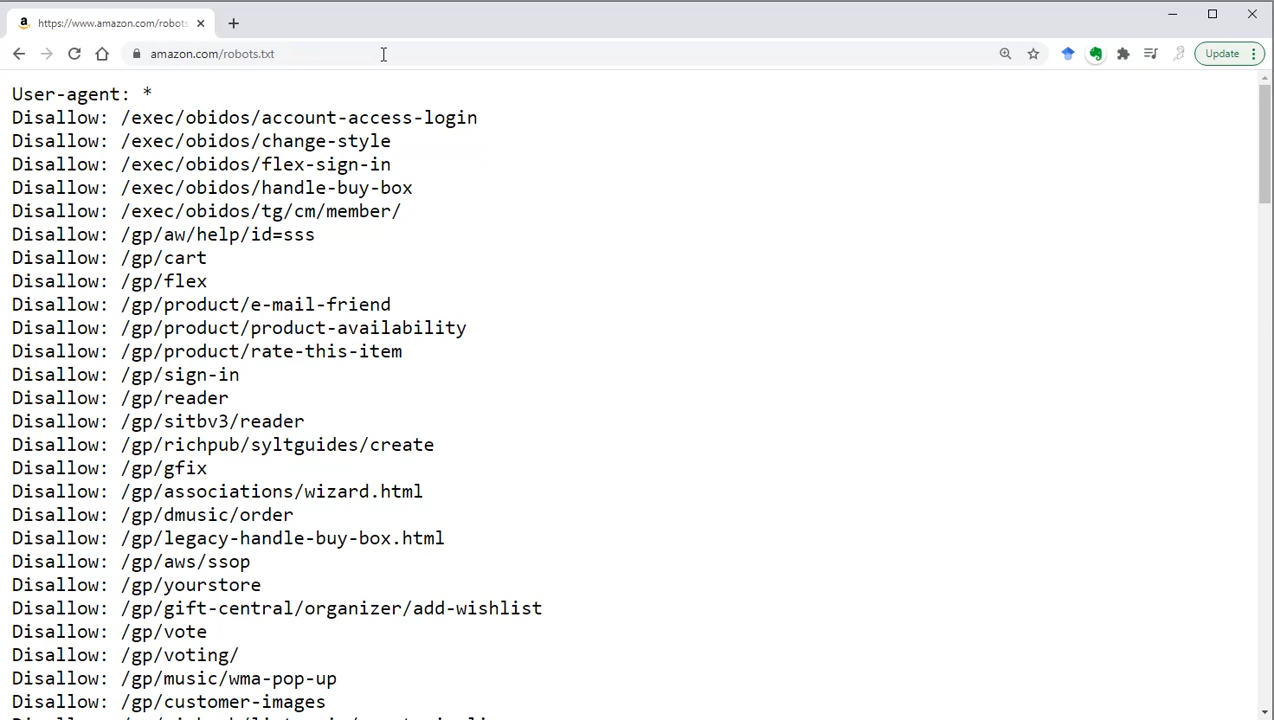 https://www.amazon.com/robots
amazon.com/robots.txt
Update
User-agent: *
Disallow: /exec/obidos/account-access-login
Disallow: /exec/obidos/change-style
Disallow: /exec/obidos/flex-sign-in
Disallow: /exec/obidos/handle-buy-box
Disallow: /exec/obidos/tg/cm/member/
Disallow: /gp/aw/help/id=sss
Disallow: /gp/cart
Disallow: /gp/flex
Disallow: /gp/product/e-mail-friend
Disallow: /gp/product/product-availability
Disallow: /gp/product/rate-this-item
Disallow: /gp/sign-in
Disallow: /gp/reader
Disallow: /gp/sitbv3/reader
Disallow: /gp/richpub/syltguides/create
Disallow: /gp/gfix
Disallow: /gp/associations/wizard.html
Disallow: /gp/dmusic/order
Disallow: /gp/legacy-handle-buy-box.html
Disallow: /gp/aws/ssop
Disallow: /gp/yourstore
Disallow: /gp/gift-central/organizer/add-wishlist
Disallow: /gp/vote
Disallow: /gp/voting/
Disallow: /gp/music/wma-pop-up
Disallow: /gp/customer-images